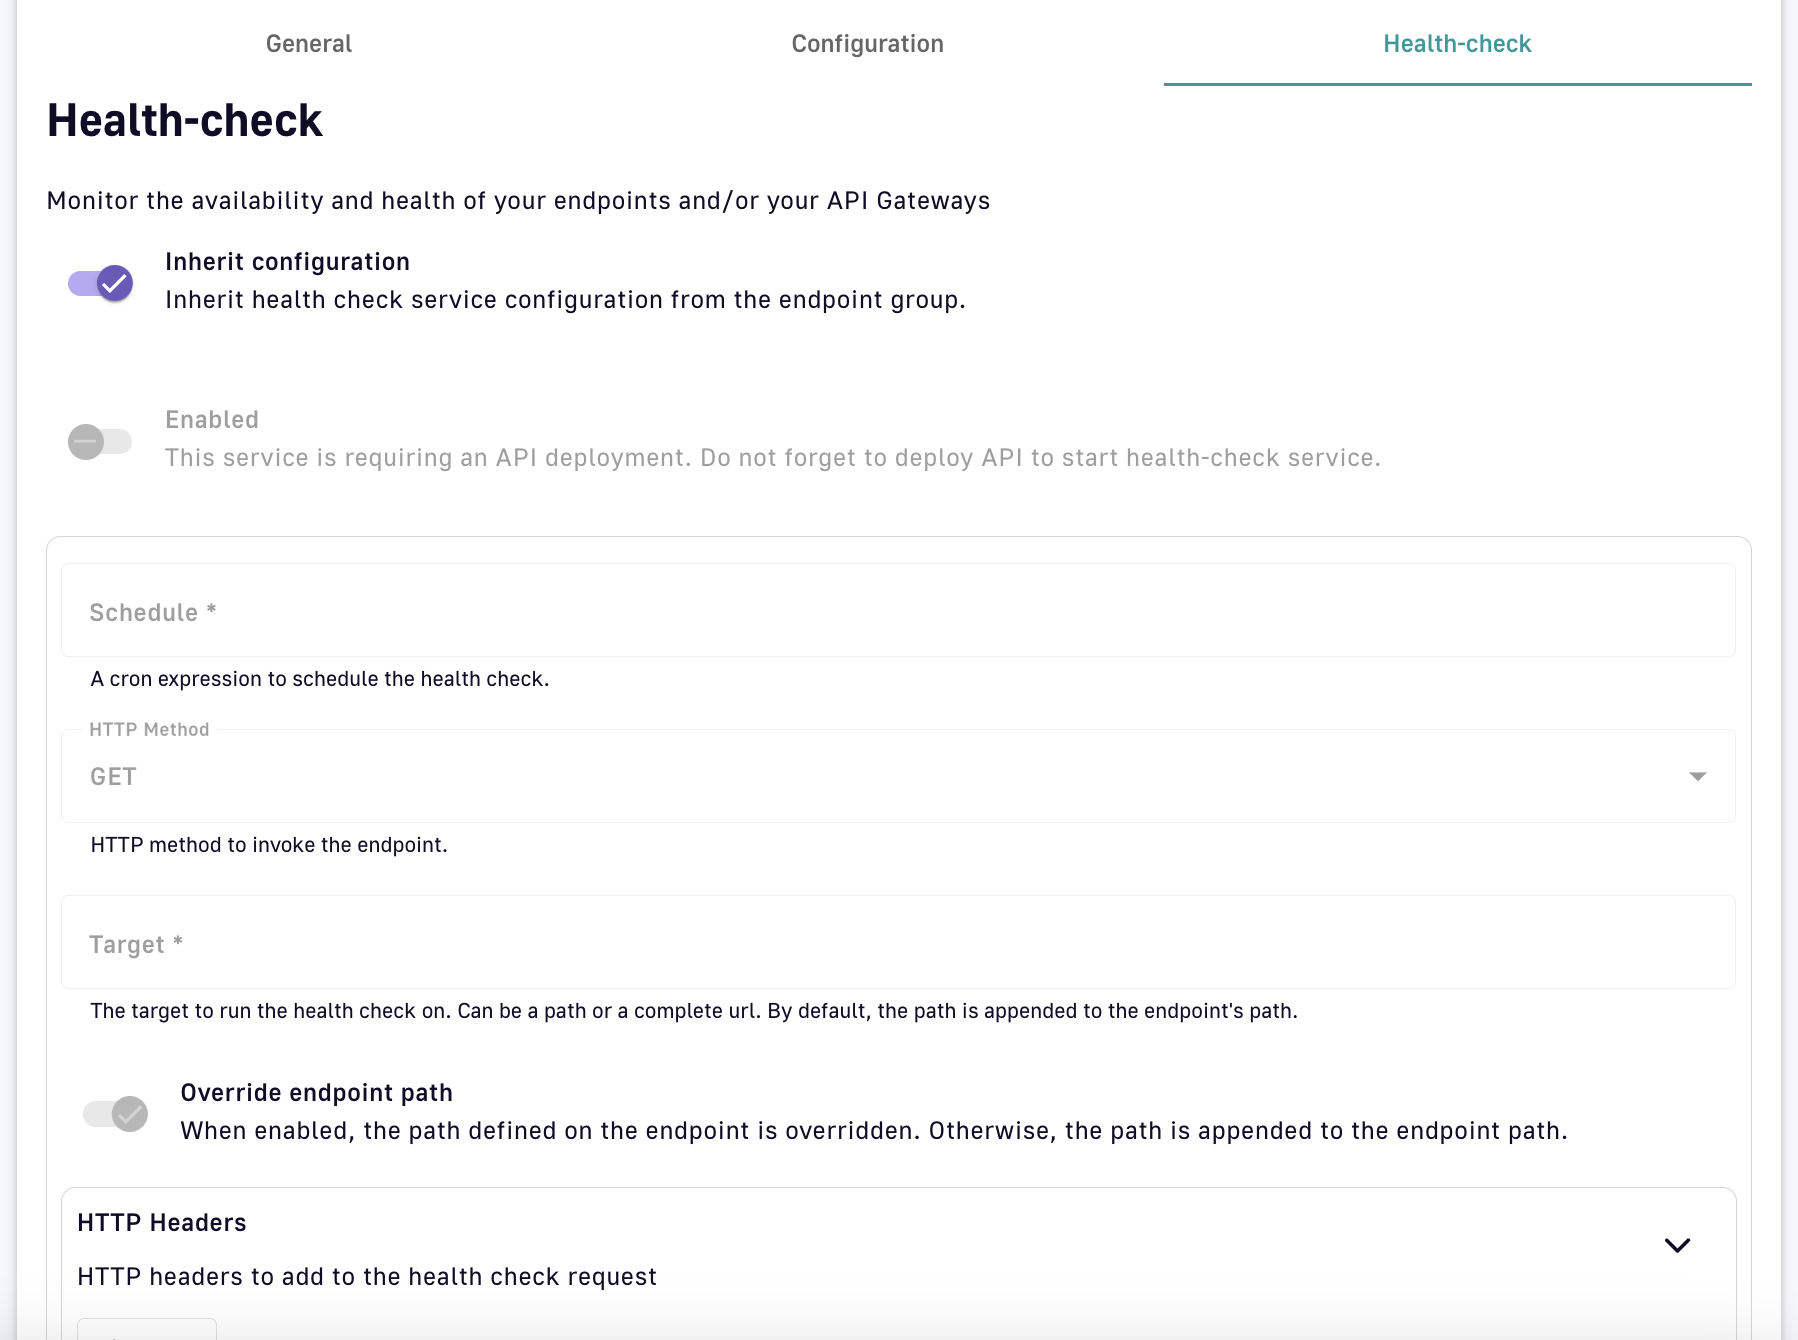 General
Configuration
Health-check
Health-check
Monitor the availability and health of your endpoints and/or your API Gateways
Inherit configuration
Inherit health check service configuration from the endpoint group.
Enabled
This service is requiring an API deployment. Do not forget to deploy API to start health-check service.
Schedule *
A cron expression to schedule the health check.
HTTP Method
GET
HTTP method to invoke the endpoint.
Target *
The target to run the health check on. Can be a path or a complete url. By default, the path is appended to the endpoint's path.
Override endpoint path
When enabled, the path defined on the endpoint is overridden. Otherwise, the path is appended to the endpoint path.
HTTP Headers
HTTP headers to add to the health check request